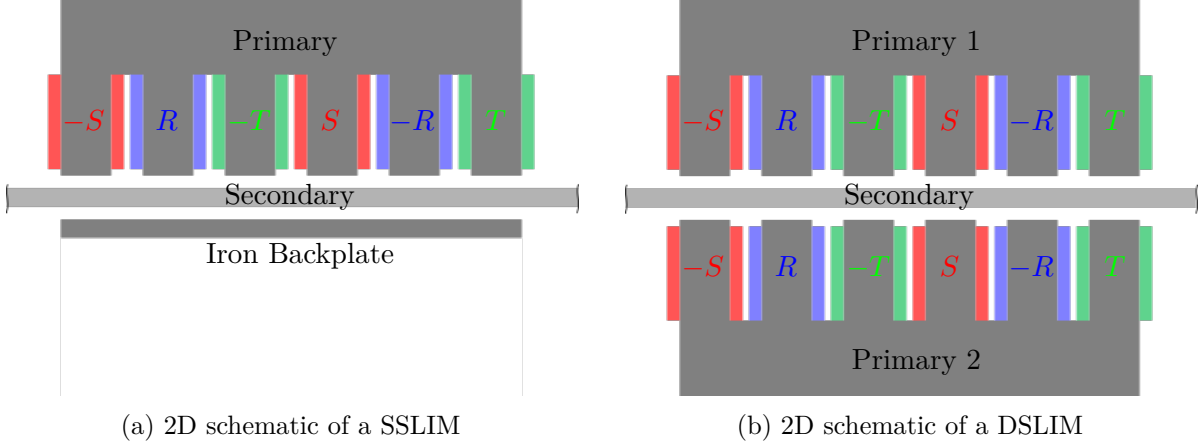 Primary
−S R −T S −R T
Secondary
Iron Backplate
(a) 2D schematic of a SSLIM
Primary 1
−S R −T S −R T
Secondary
−S R −T S −R T
Primary 2
(b) 2D schematic of a DSLIM